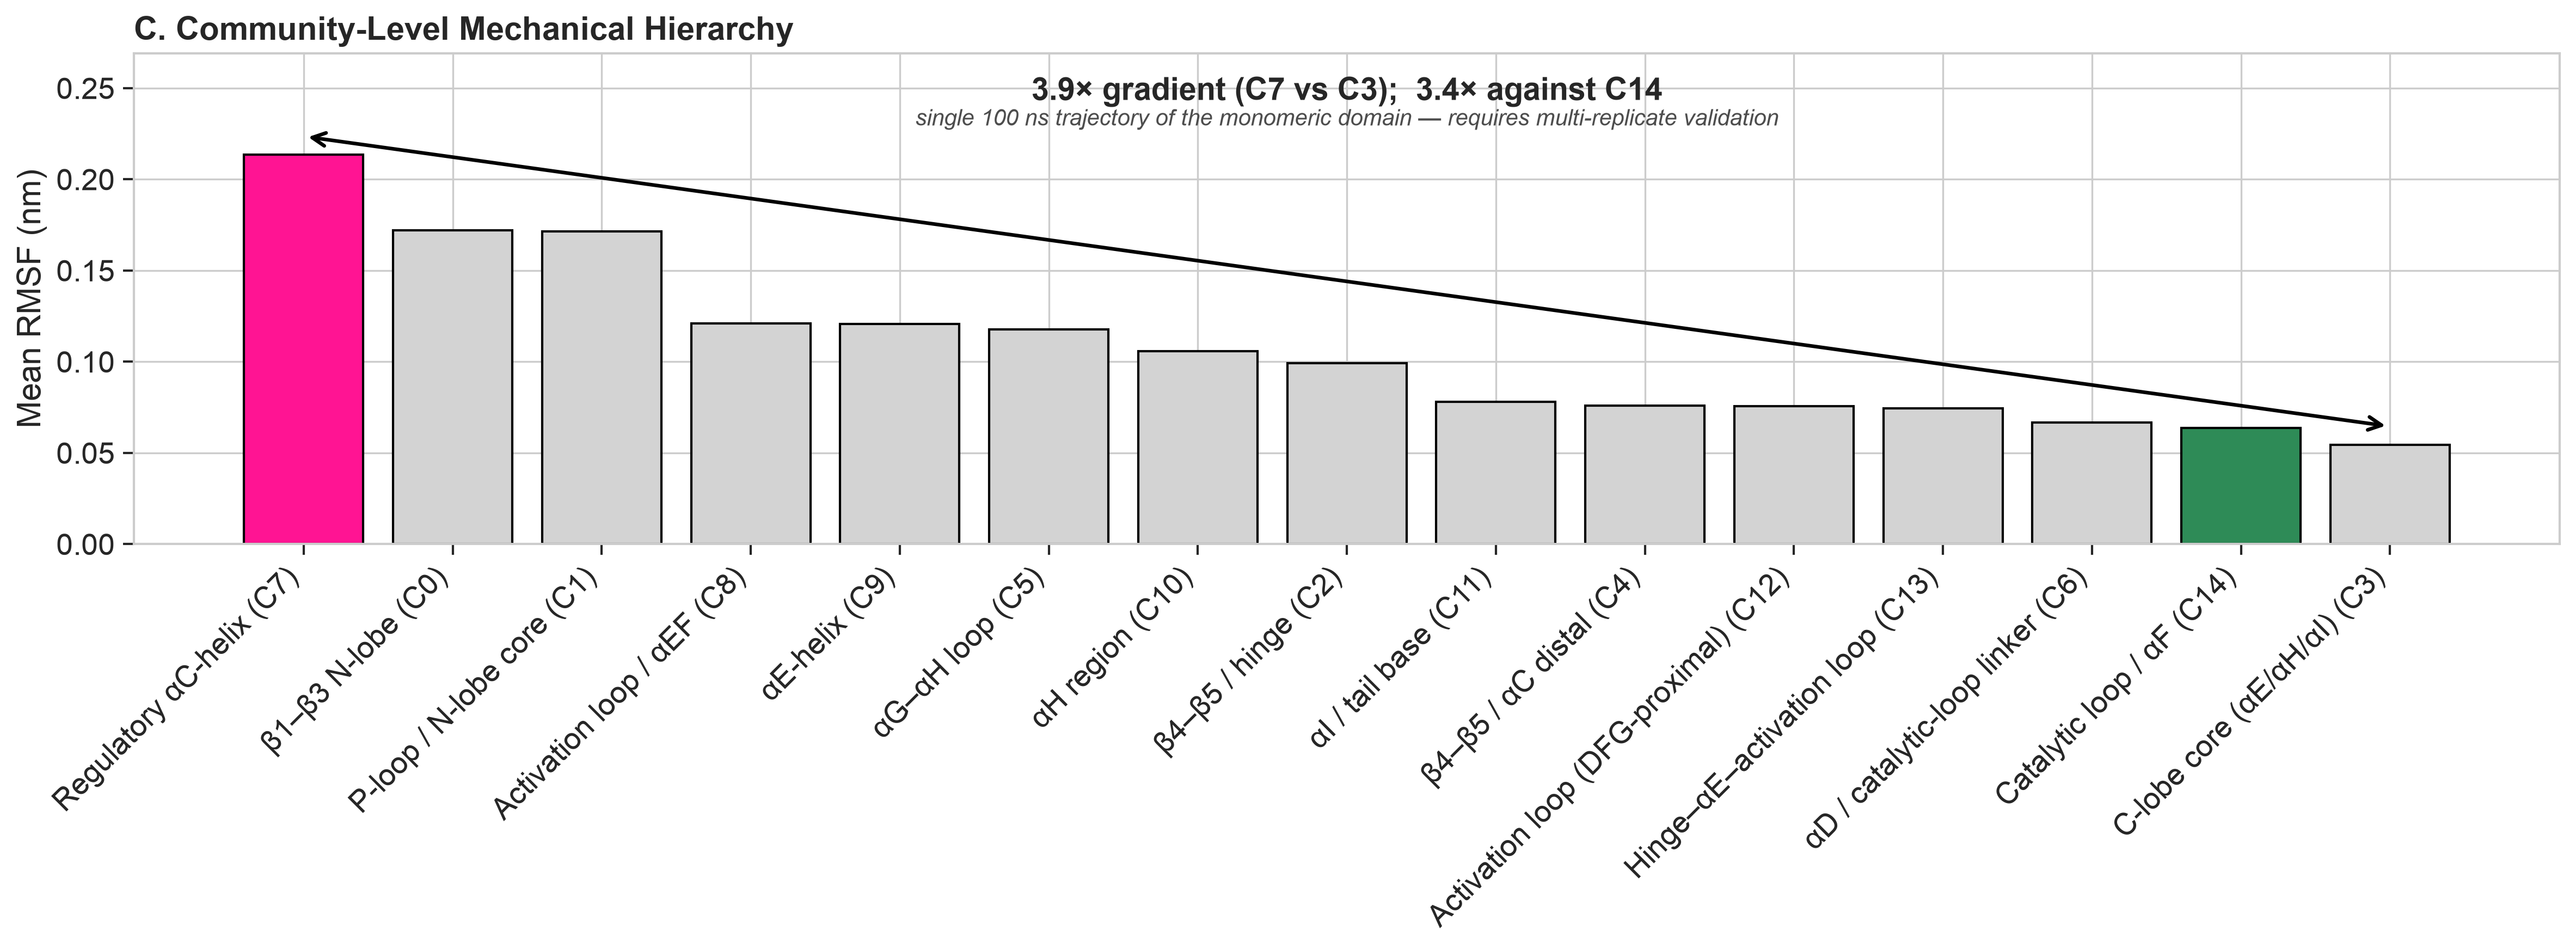 C. Community-Level Mechanical Hierarchy
3.9× gradient (C7 vs C3);  3.4× against C14
single 100 ns trajectory of the monomeric domain — requires multi-replicate validation
Mean RMSF (nm)
0.25
0.20
0.15
0.10
0.05
0.00
Regulatory αC-helix (C7)
β1–β3 N-lobe (C0)
P-loop / N-lobe core (C1)
Activation loop / αEF (C8)
αE-helix (C9)
αG–αH loop (C5)
αH region (C10)
β4–β5 / hinge (C2)
αI / tail base (C11)
β4–β5 / αC distal (C4)
Activation loop (DFG-proximal) (C12)
Hinge–αE–activation loop (C13)
αD / catalytic-loop linker (C6)
Catalytic loop / αF (C14)
C-lobe core (αE/αH/αI) (C3)